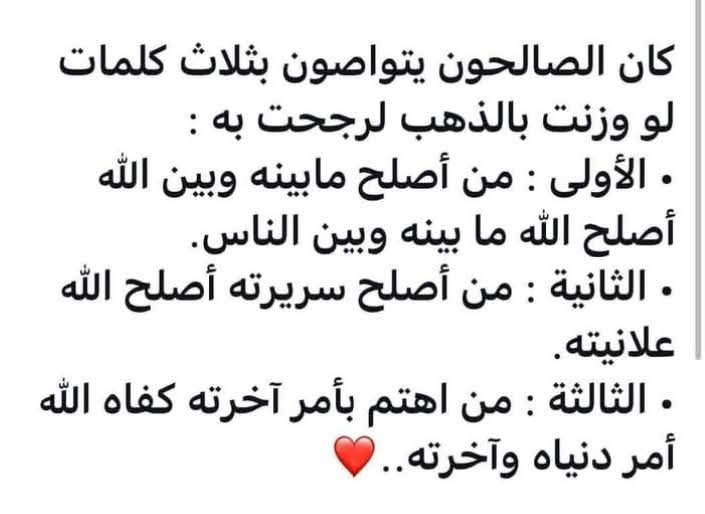 كان الصالحون يتواصون بثلاث كلمات
لو وزنت بالذهب لرجحت به :
• الأولى : من أصلح مابينه وبين الله
أصلح الله ما بينه وبين الناس.
• الثانية : من أصلح سريرته أصلح الله
علانيته.
• الثالثة : من اهتم بأمر آخرته كفاه الله
أمر دنياه وآخرته..❤️